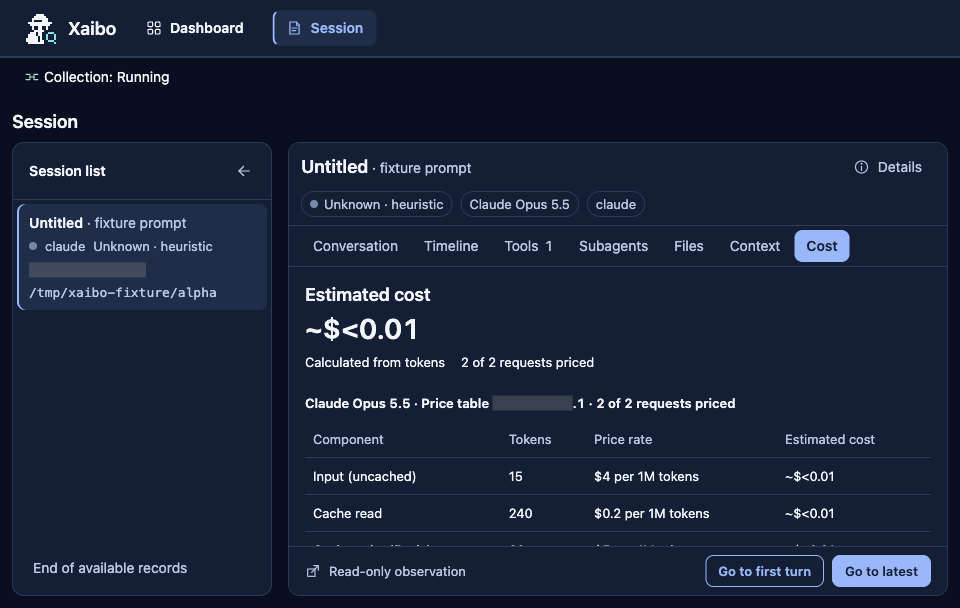 Xaibo
Dashboard
Session
Collection: Running
Session
Session list
Untitled · fixture prompt
claude Unknown · heuristic
/tmp/xaibo-fixture/alpha
End of available records
Untitled · fixture prompt
Details
Unknown · heuristic
Claude Opus 5.5
claude
Conversation
Timeline
Tools 1
Subagents
Files
Context
Cost
Estimated cost
~$<0.01
Calculated from tokens 2 of 2 requests priced
Claude Opus 5.5 · Price table .1 · 2 of 2 requests priced
Component Tokens Price rate Estimated cost
Input (uncached) 15 $4 per 1M tokens ~$<0.01
Cache read 240 $0.2 per 1M tokens ~$<0.01
Read-only observation
Go to first turn
Go to latest